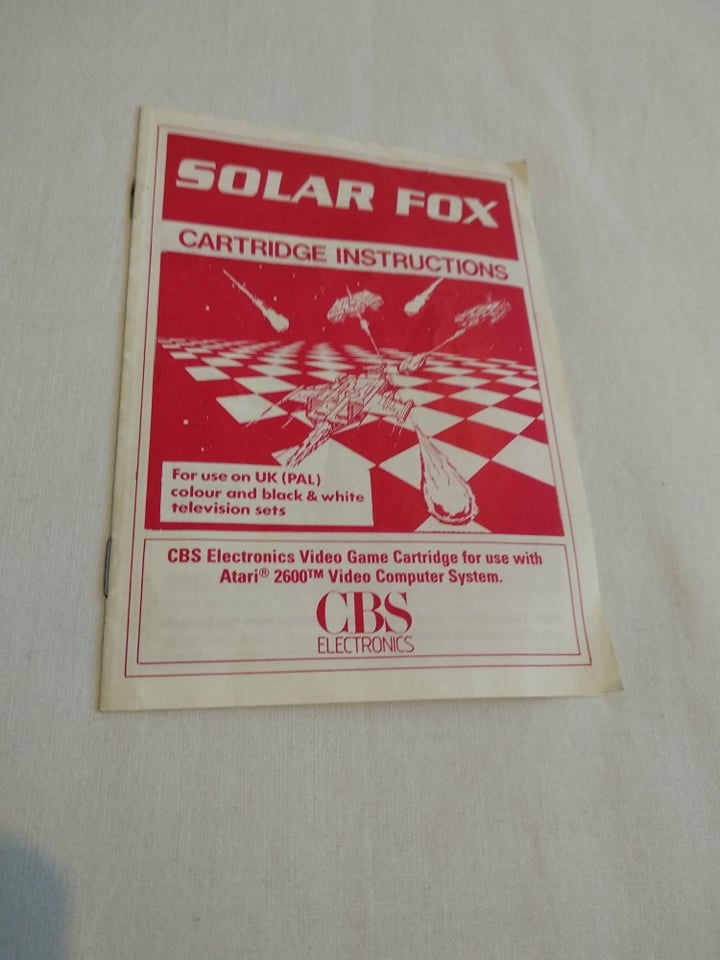 SOLAR FOX
CARTRIDGE INSTRUCTIONS
For use on UK (PAL)
colour and black & white
television sets
CBS Electronics Video Game Cartridge for use with
Atari® 2600™ Video Computer System.
CBS
ELECTRONICS